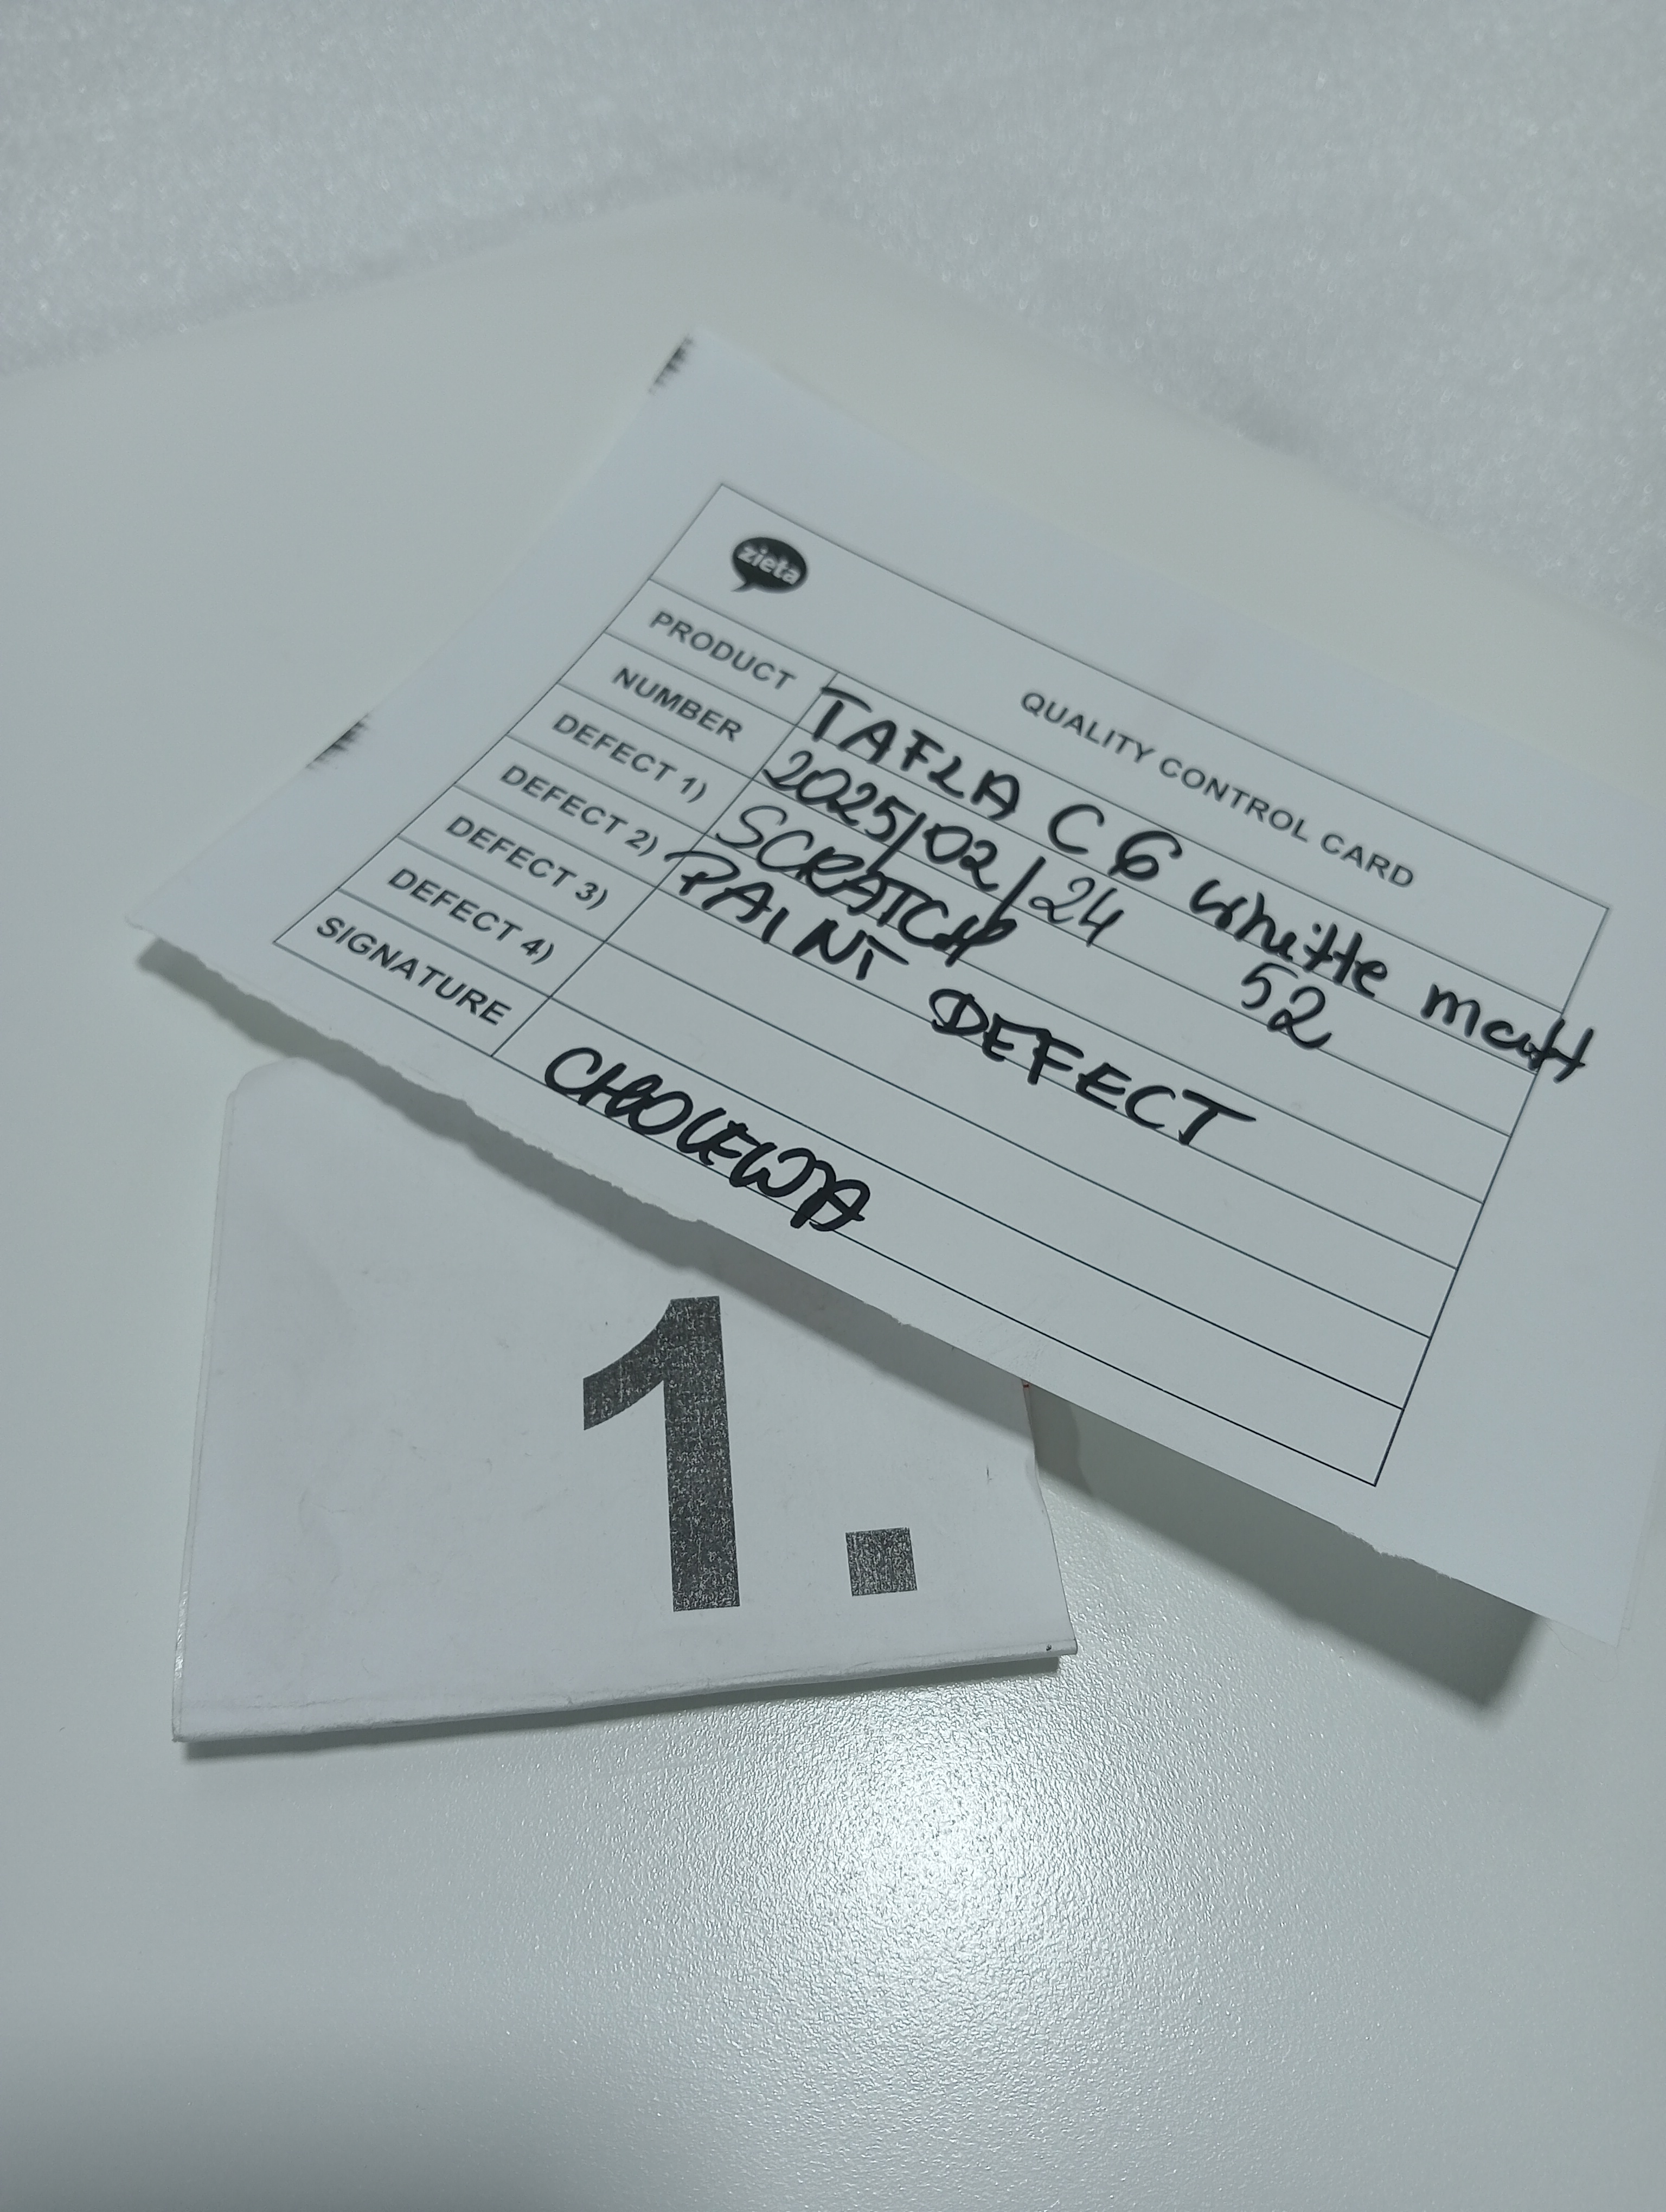 zieta
QUALITY CONTROL CARD
PRODUCT TAFLA C6 whitte matt
NUMBER 2025/02/24 52
DEFECT 1) SCRATCH
DEFECT 2) PAINT DEFECT
DEFECT 3)
DEFECT 4)
SIGNATURE CHOLEWA
1.